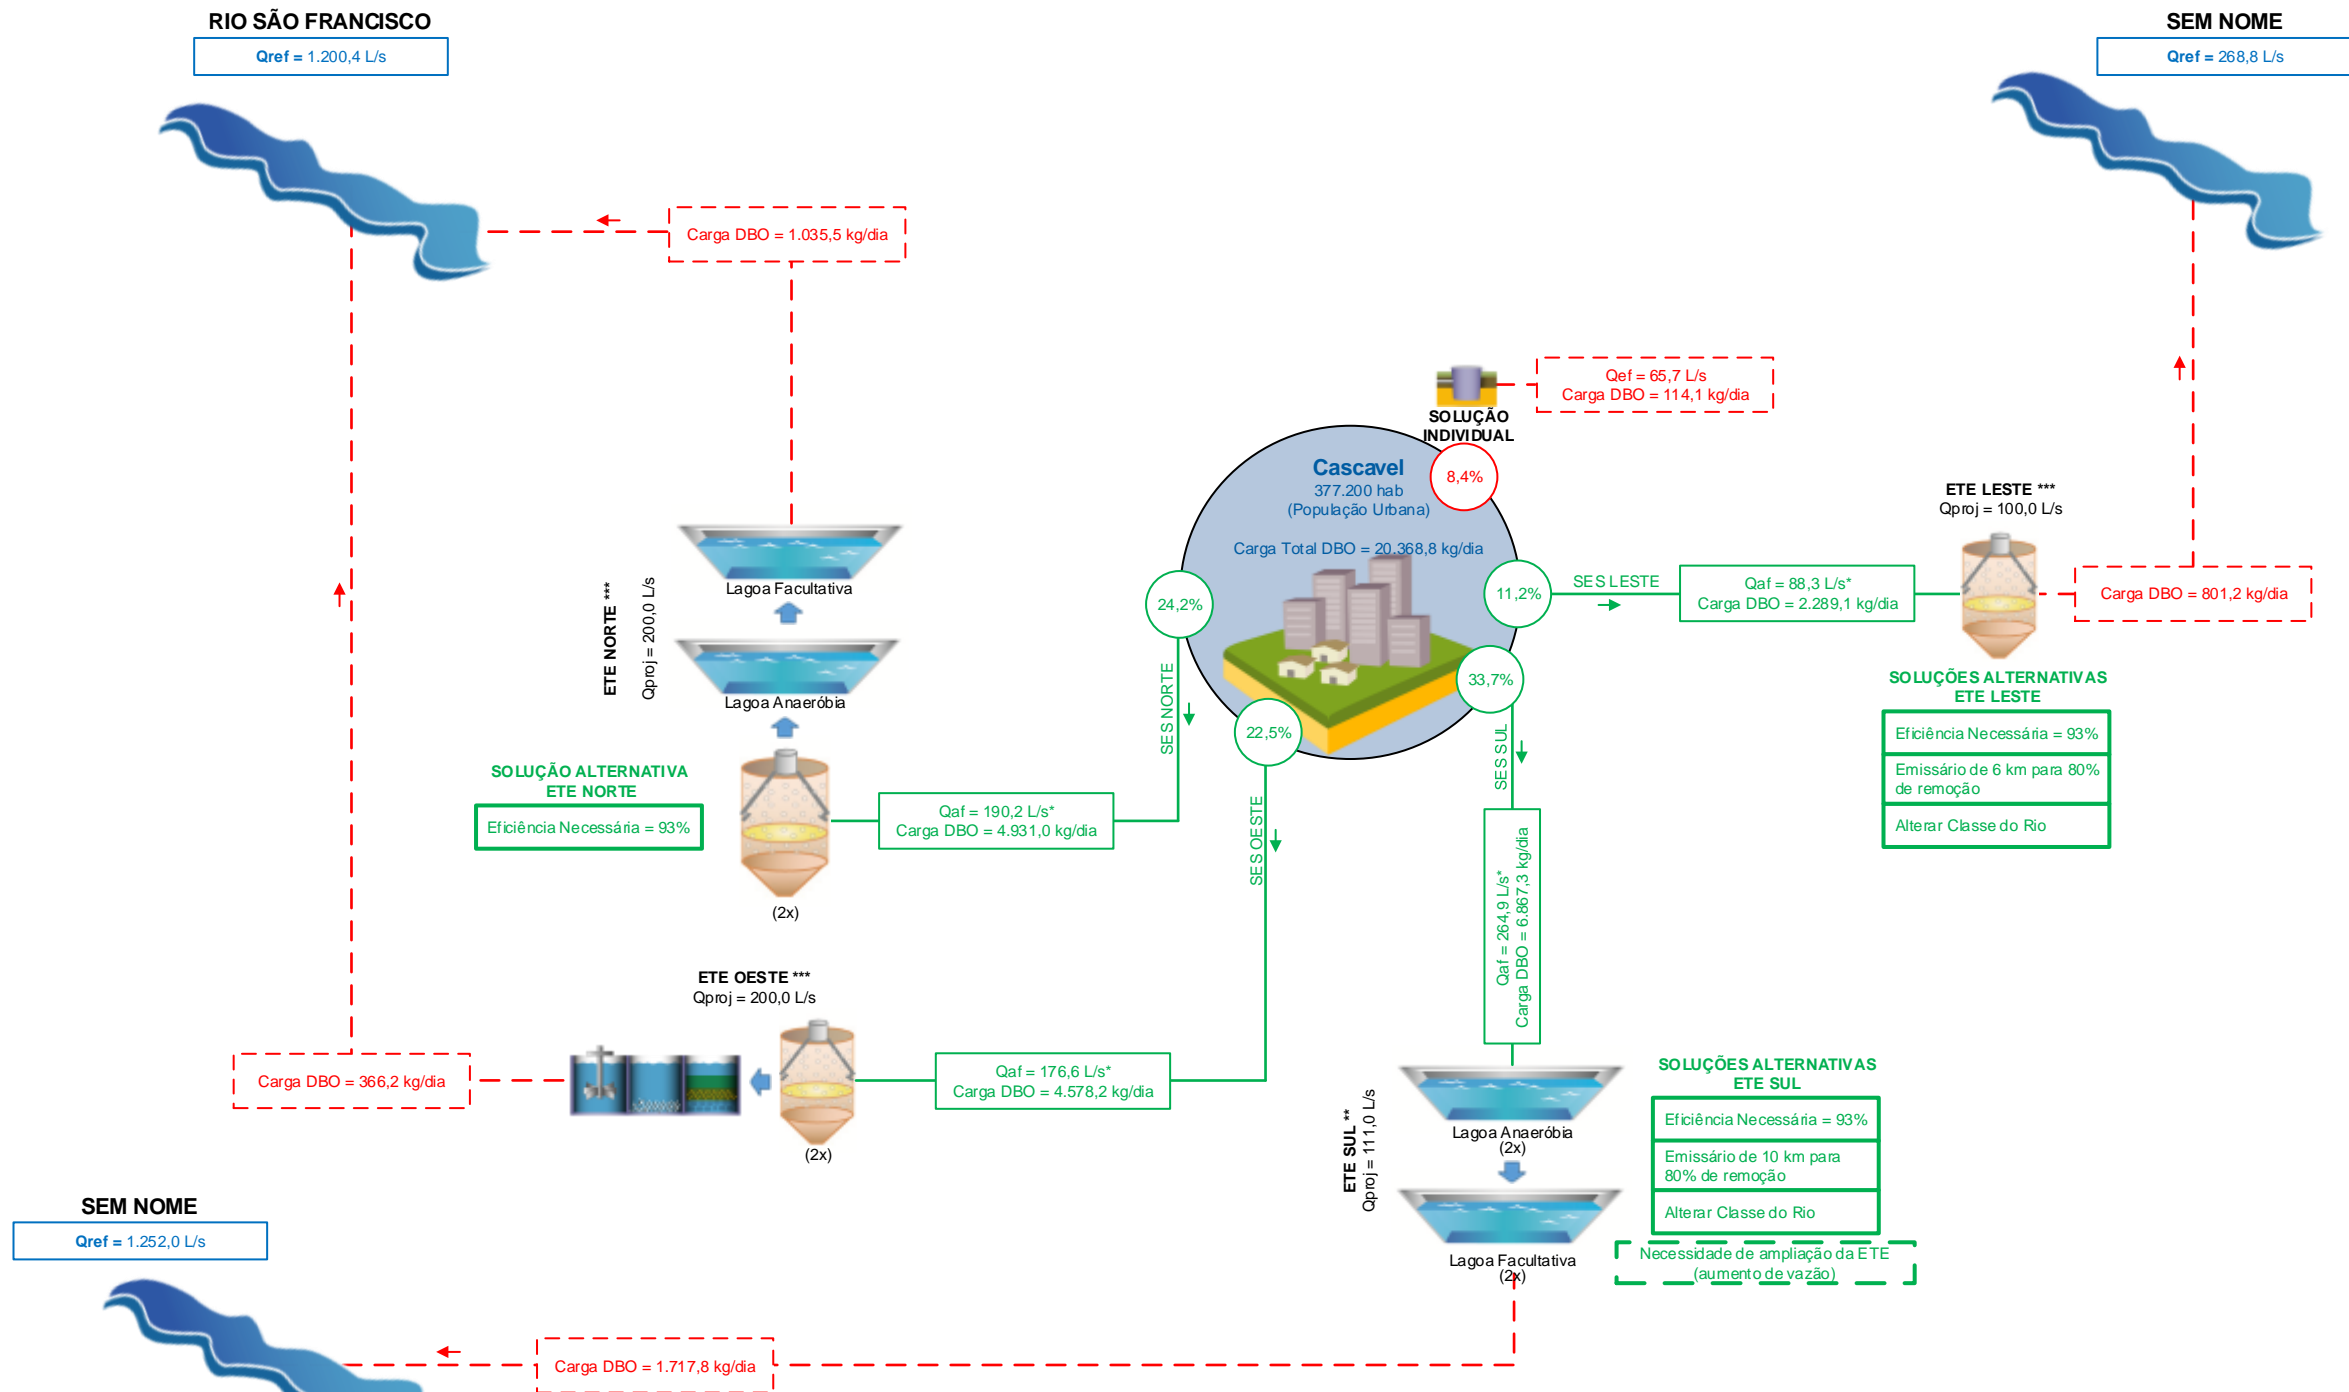 RIO SÃO FRANCISCO
Qref = 1.200,4 L/s
SEM NOME
Qref = 268,8 L/s
Carga DBO = 1.035,5 kg/dia
Qef = 65,7 L/s
Carga DBO = 114,1 kg/dia
SOLUÇÃO
INDIVIDUAL
8,4%
Cascavel
377.200 hab
(População Urbana)
Carga Total DBO = 20.368,8 kg/dia
24,2%
11,2%
33,7%
22,5%
SES LESTE
Qaf = 88,3 L/s*
Carga DBO = 2.289,1 kg/dia
ETE LESTE ***
Qproj = 100,0 L/s
Carga DBO = 801,2 kg/dia
SOLUÇÕES ALTERNATIVAS
ETE LESTE
Eficiência Necessária = 93%
Emissário de 6 km para 80%
de remoção
Alterar Classe do Rio
ETE NORTE ***
Qproj = 200,0 L/s
Lagoa Facultativa
Lagoa Anaeróbia
(2x)
SOLUÇÃO ALTERNATIVA
ETE NORTE
Eficiência Necessária = 93%
Qaf = 190,2 L/s*
Carga DBO = 4.931,0 kg/dia
SES NORTE
SES OESTE
SES SUL
ETE OESTE ***
Qproj = 200,0 L/s
(2x)
Qaf = 176,6 L/s*
Carga DBO = 4.578,2 kg/dia
Carga DBO = 366,2 kg/dia
Qaf = 264,9 L/s*
Carga DBO = 6.867,3 kg/dia
ETE SUL **
Qproj = 111,0 L/s
Lagoa Anaeróbia
(2x)
Lagoa Facultativa
(2x)
SOLUÇÕES ALTERNATIVAS
ETE SUL
Eficiência Necessária = 93%
Emissário de 10 km para
80% de remoção
Alterar Classe do Rio
Necessidade de ampliação da ETE
(aumento de vazão)
SEM NOME
Qref = 1.252,0 L/s
Carga DBO = 1.717,8 kg/dia